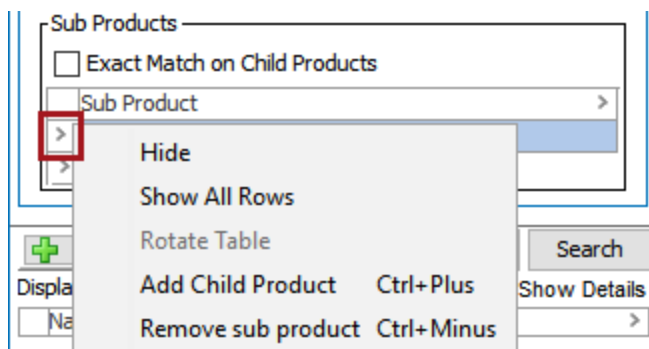 Sub Products
Exact Match on Child Products
Sub Product >
>
>
Hide
Show All Rows
Rotate Table
Add Child Product Ctrl+Plus
Remove sub product Ctrl+Minus
Search
Displa
Show Details
Na
>